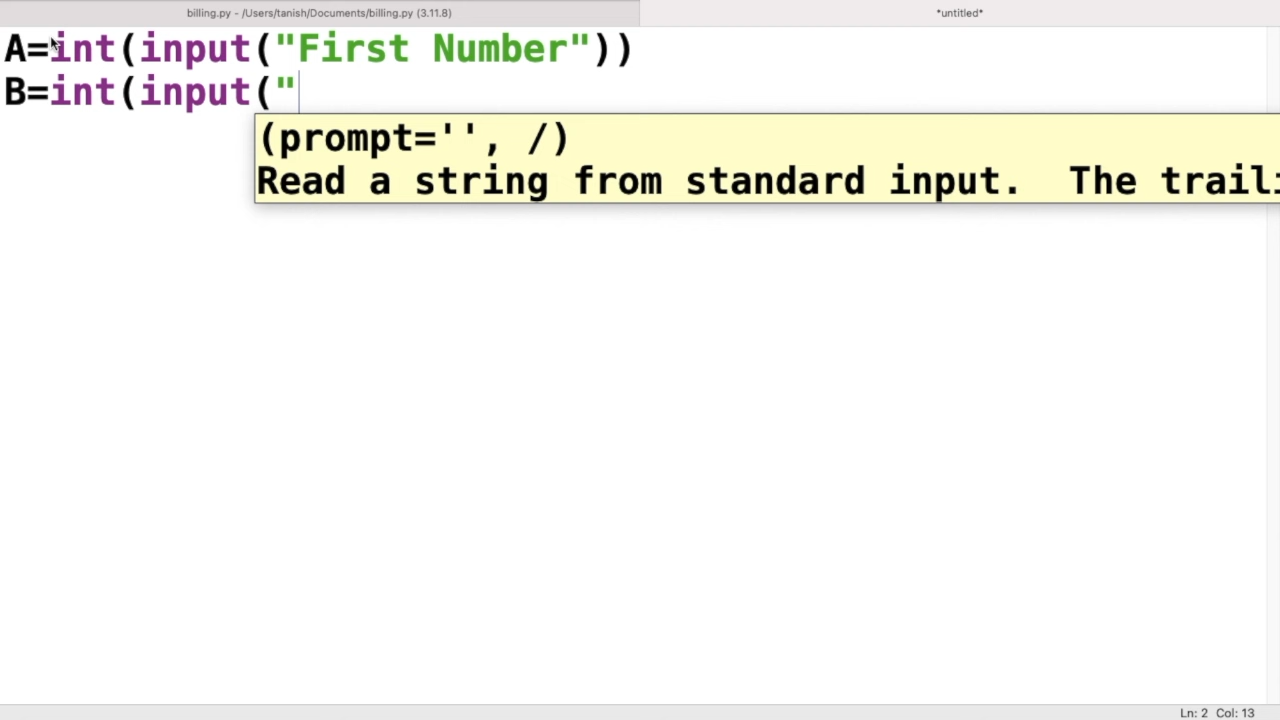 billing.py - /Users/tanish/Documents/billing.py (3.11.8)
*untitled*
A=int(input("First Number"))
B=int(input("
(prompt='', /)
Read a string from standard input.  The traili
Ln: 2 Col: 13